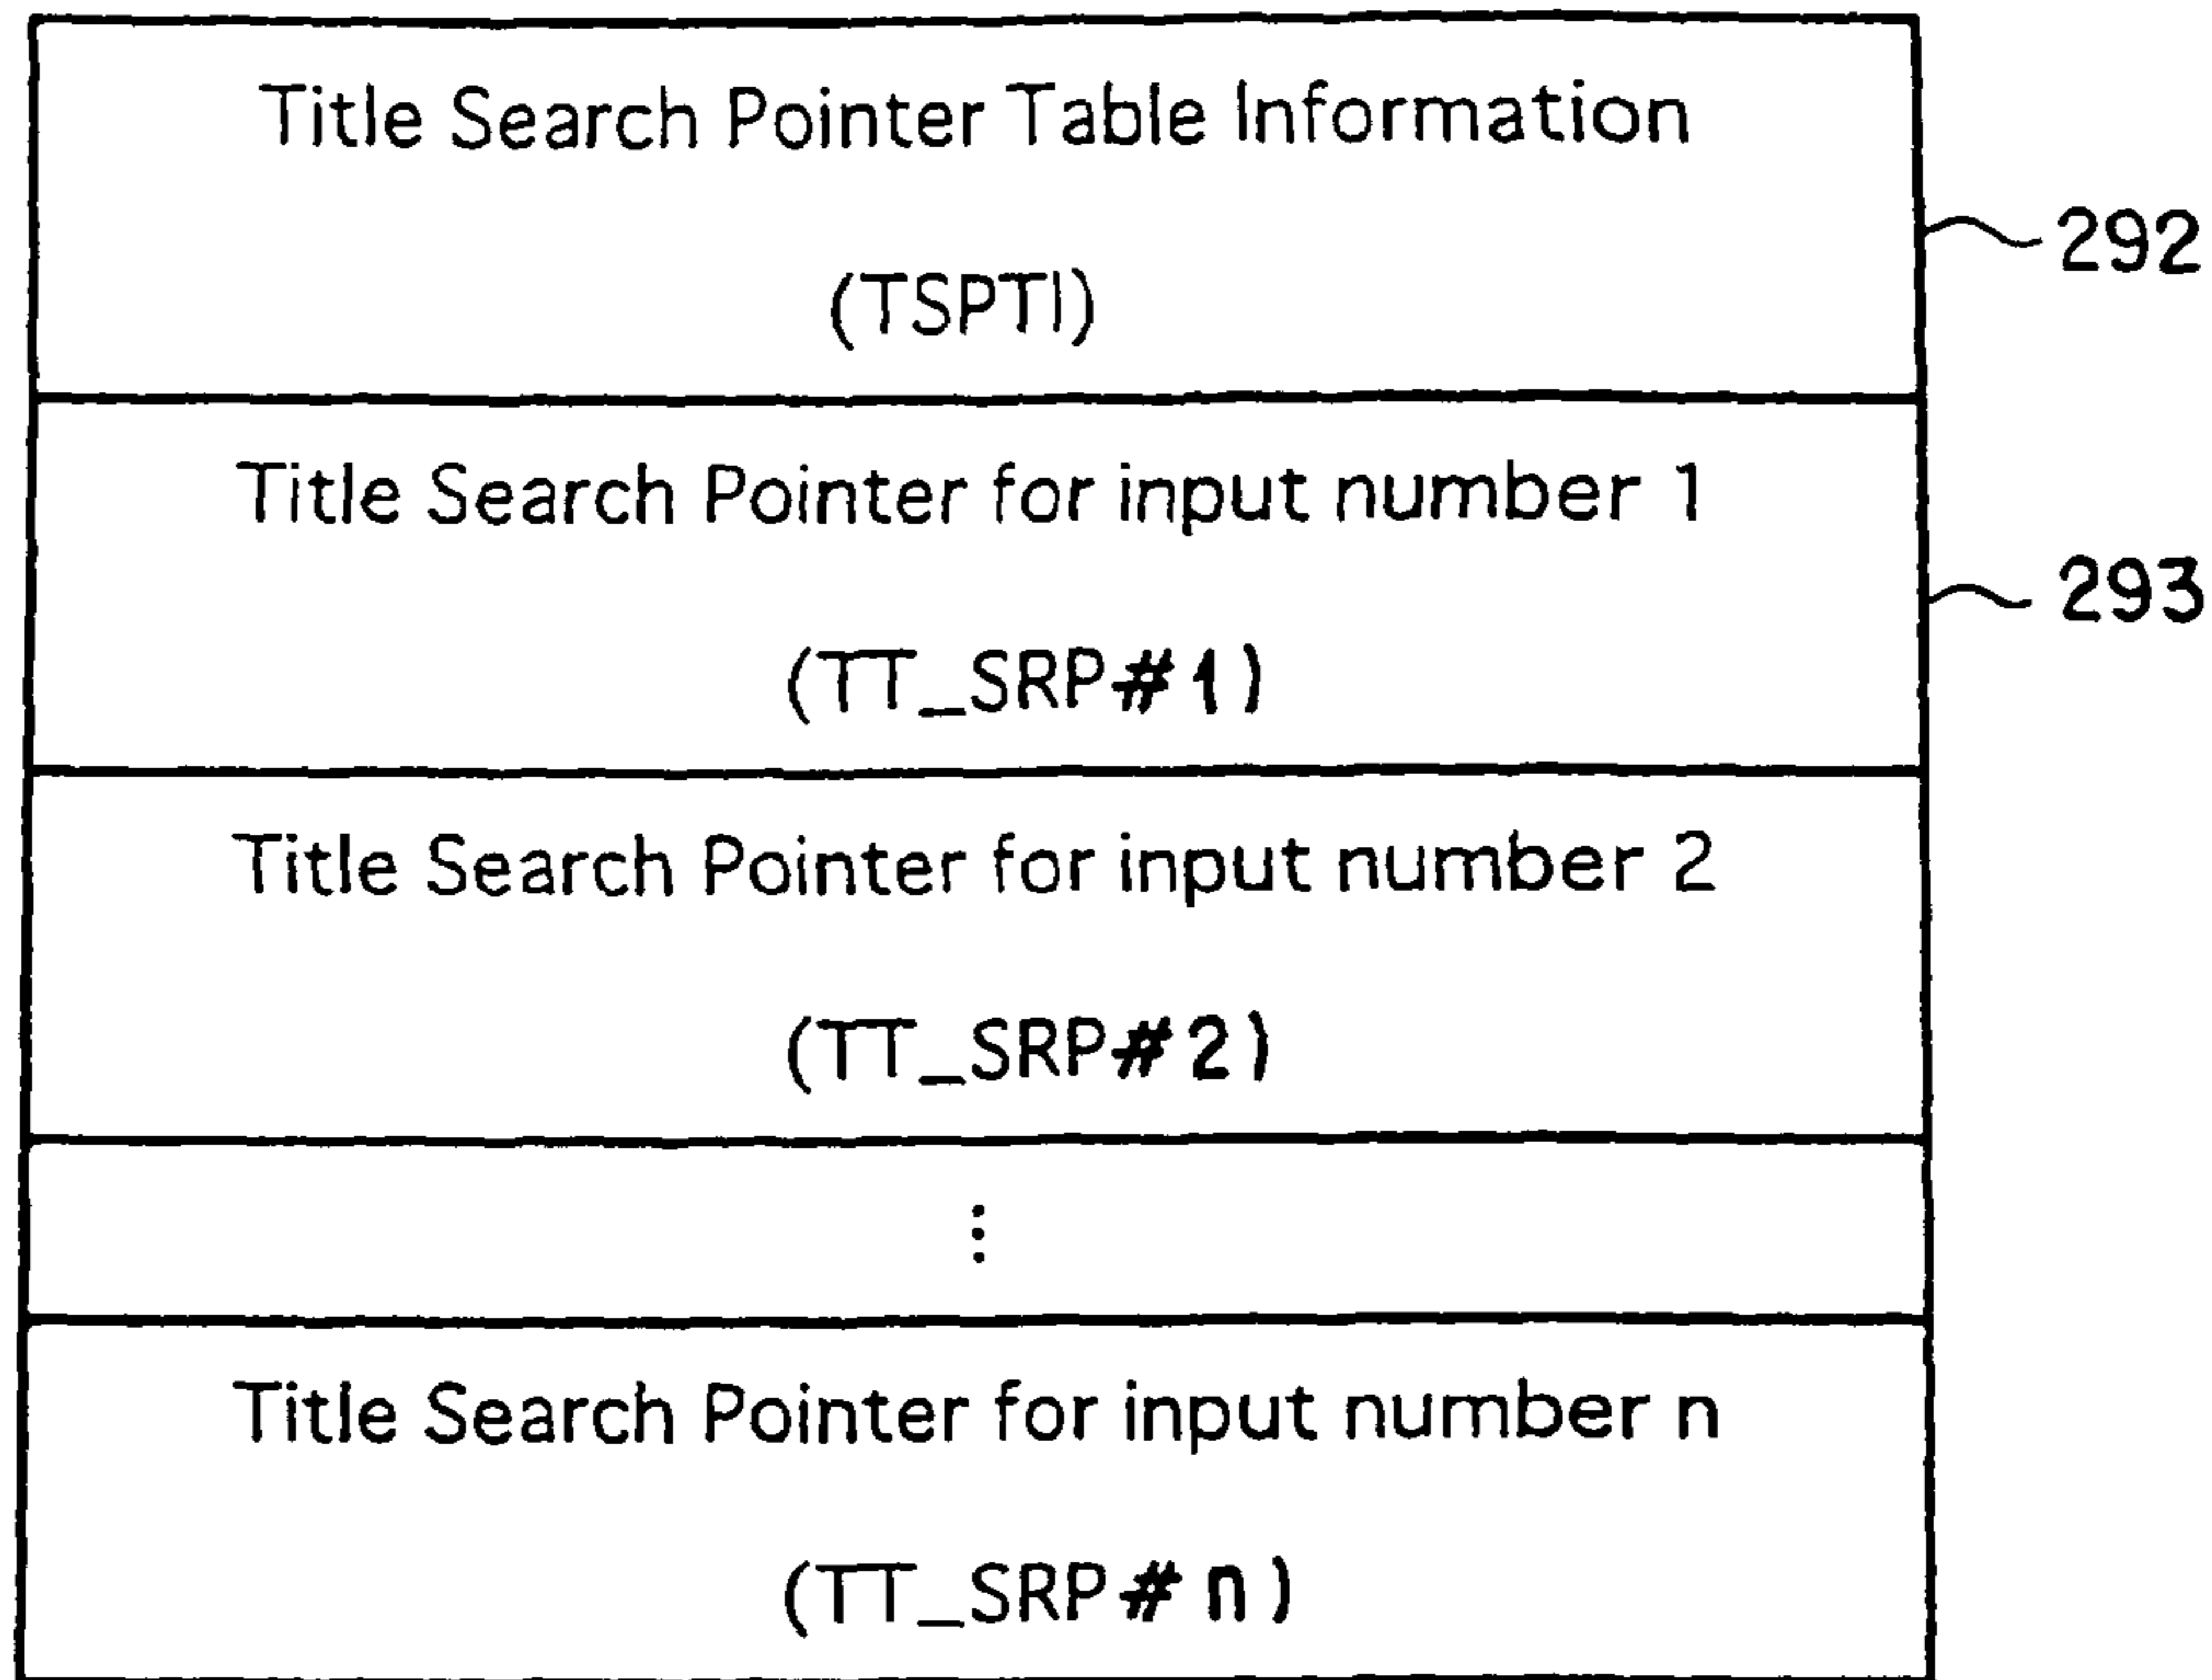 Title Search Pointer Table Information
292
(TSPTI)
Title Search Pointer for input number 1
293
(TT_SRP#1)
Title Search Pointer for input number 2
(TT_SRP#2)
⋮
Title Search Pointer for input number n
(TT_SRP#n)